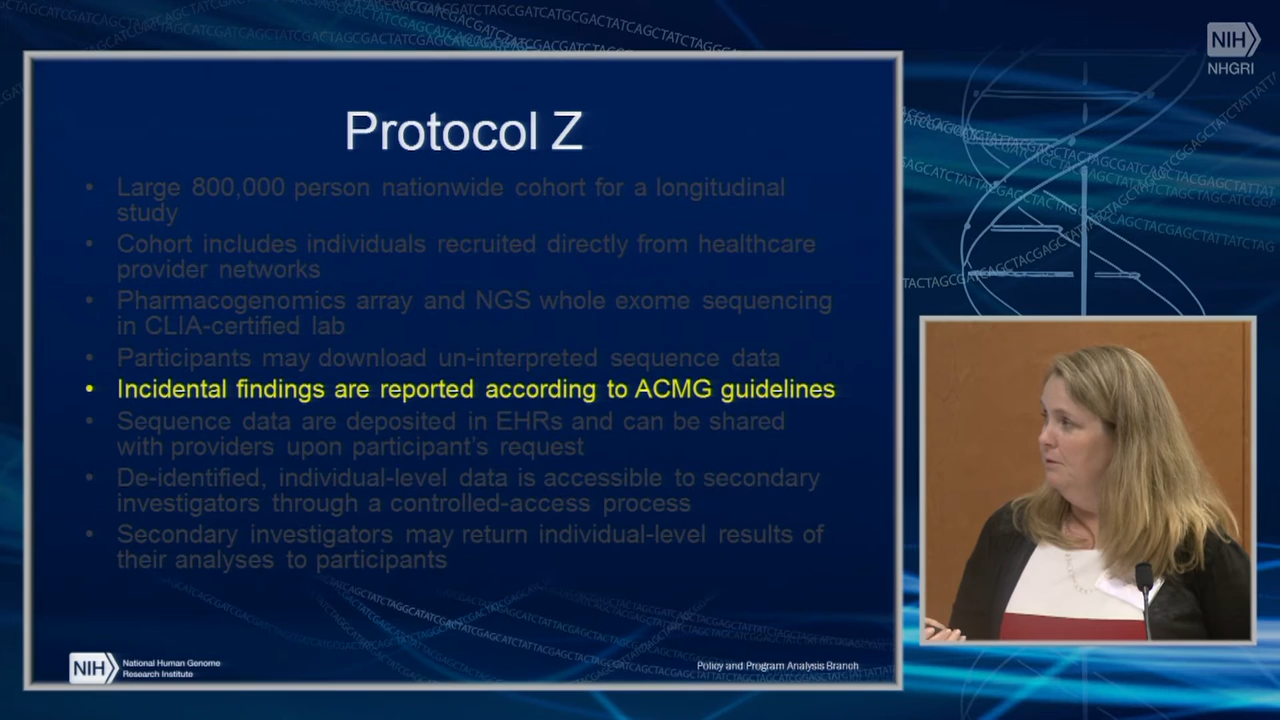 NIH
NHGRI
Protocol Z
• Large 800,000 person nationwide cohort for a longitudinal
study
• Cohort includes individuals recruited directly from healthcare
provider networks
• Pharmacogenomics array and NGS whole exome sequencing
in CLIA-certified lab
• Participants may download un-interpreted sequence data
• Incidental findings are reported according to ACMG guidelines
• Sequence data are deposited in EHRs and can be shared
with providers upon participant's request
• De-identified, individual-level data is accessible to secondary
investigators through a controlled-access process
• Secondary investigators may return individual-level results of
their analyses to participants
NIH National Human Genome
Research Institute
Policy and Program Analysis Branch